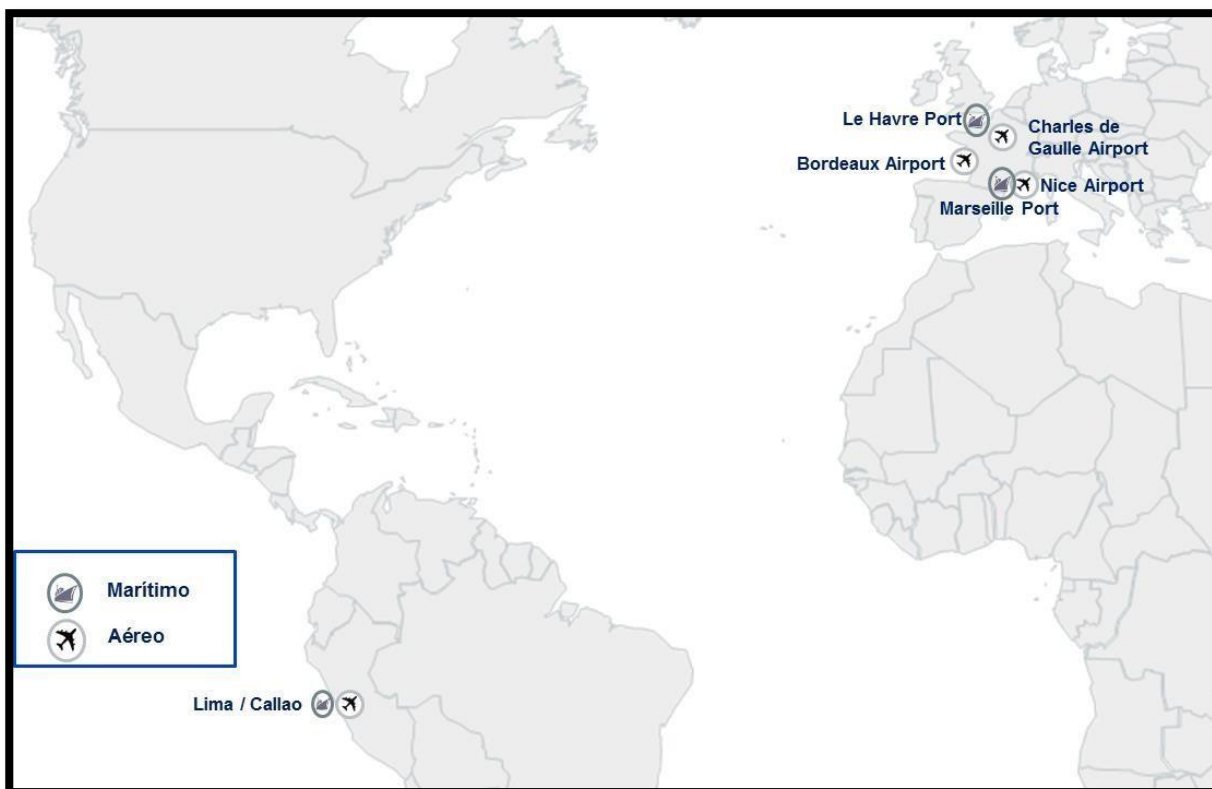 Le Havre Port
Charles de
Gaulle Airport
Bordeaux Airport
Nice Airport
Marseille Port
Marítimo
Aéreo
Lima / Callao